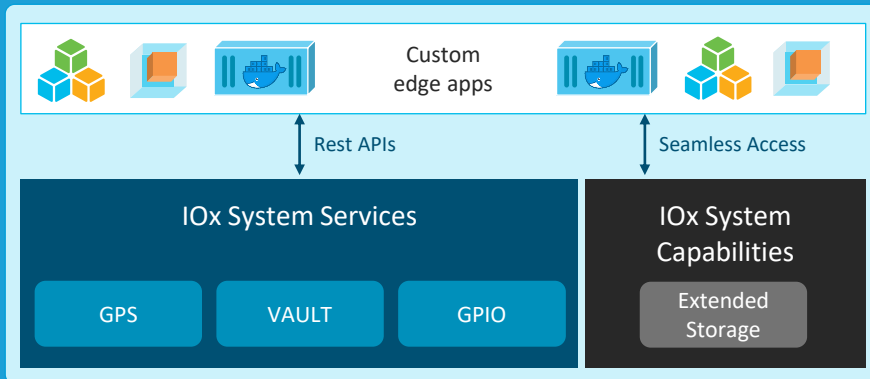 Custom
edge apps
Rest APIs
Seamless Access
IOx System Services
GPS
VAULT
GPIO
IOx System
Capabilities
Extended
Storage